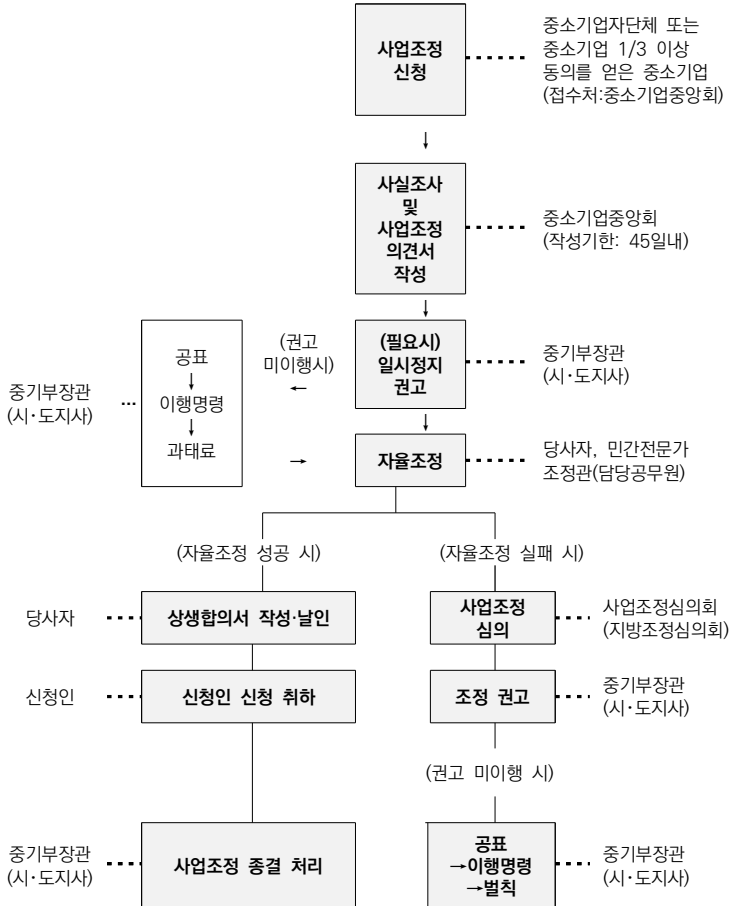 사업조정
신청
중소기업자단체 또는
중소기업 1/3 이상
동의를 얻은 중소기업
(접수처:중소기업중앙회)
↓
사실조사
및
사업조정
의견서
작성
중소기업중앙회
(작성기한: 45일내)
↓
(필요시)
일시정지
권고
중기부장관
(시·도지사)
(권고
미이행시)
←
중기부장관
(시·도지사)
...
공표
↓
이행명령
↓
과태료
→
↓
자율조정
당사자, 민간전문가
조정관(담당공무원)
(자율조정 성공 시)
(자율조정 실패 시)
당사자
상생합의서 작성·날인
사업조정
심의
사업조정심의회
(지방조정심의회)
신청인
신청인 신청 취하
조정 권고
중기부장관
(시·도지사)
(권고 미이행 시)
중기부장관
(시·도지사)
사업조정 종결 처리
공표
→이행명령
→벌칙
중기부장관
(시·도지사)